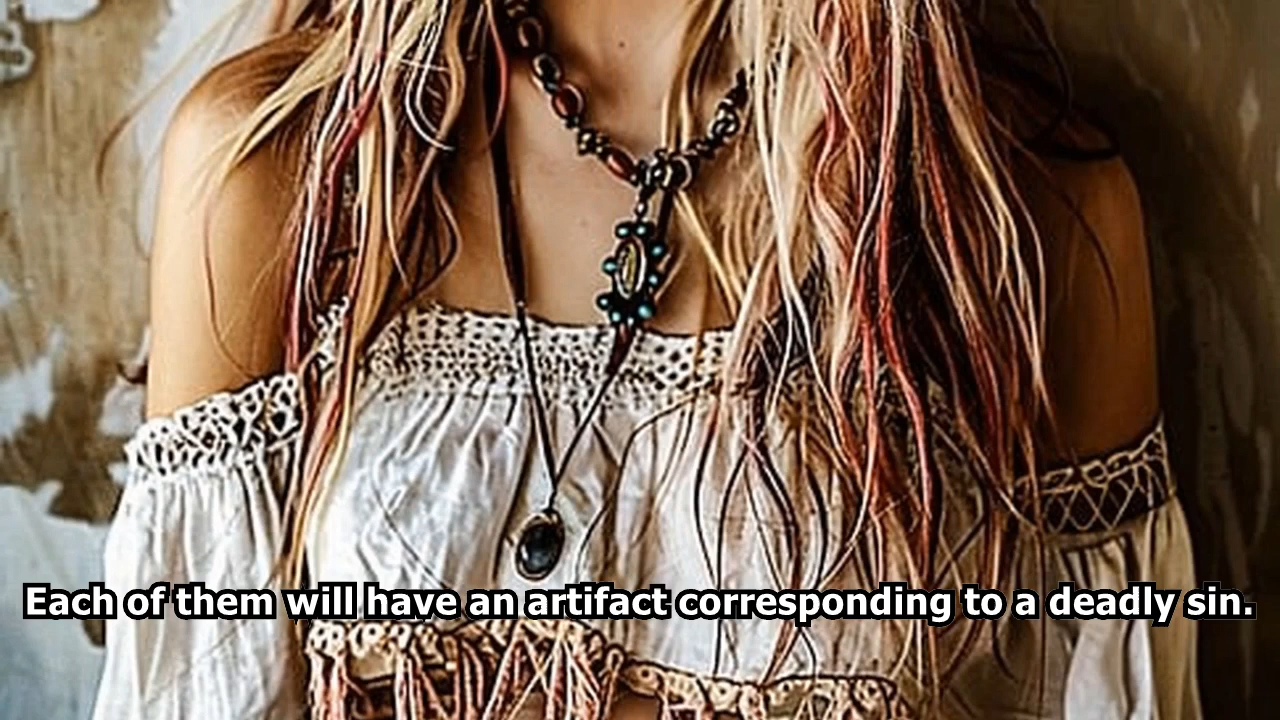 Each of them will have an artifact corresponding to a deadly sin.